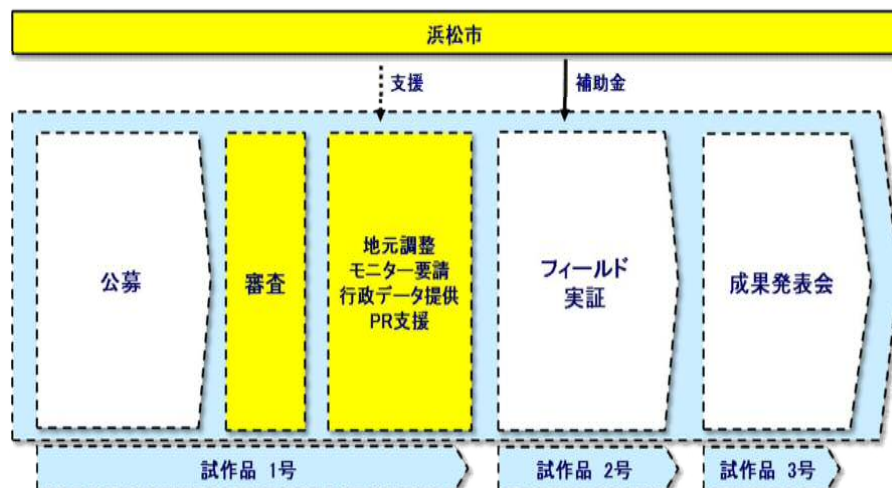 浜松市
支援
補助金
公募
審査
地元調整
モニター要請
行政データ提供
PR支援
フィールド
実証
成果発表会
試作品 1号
試作品 2号
試作品 3号